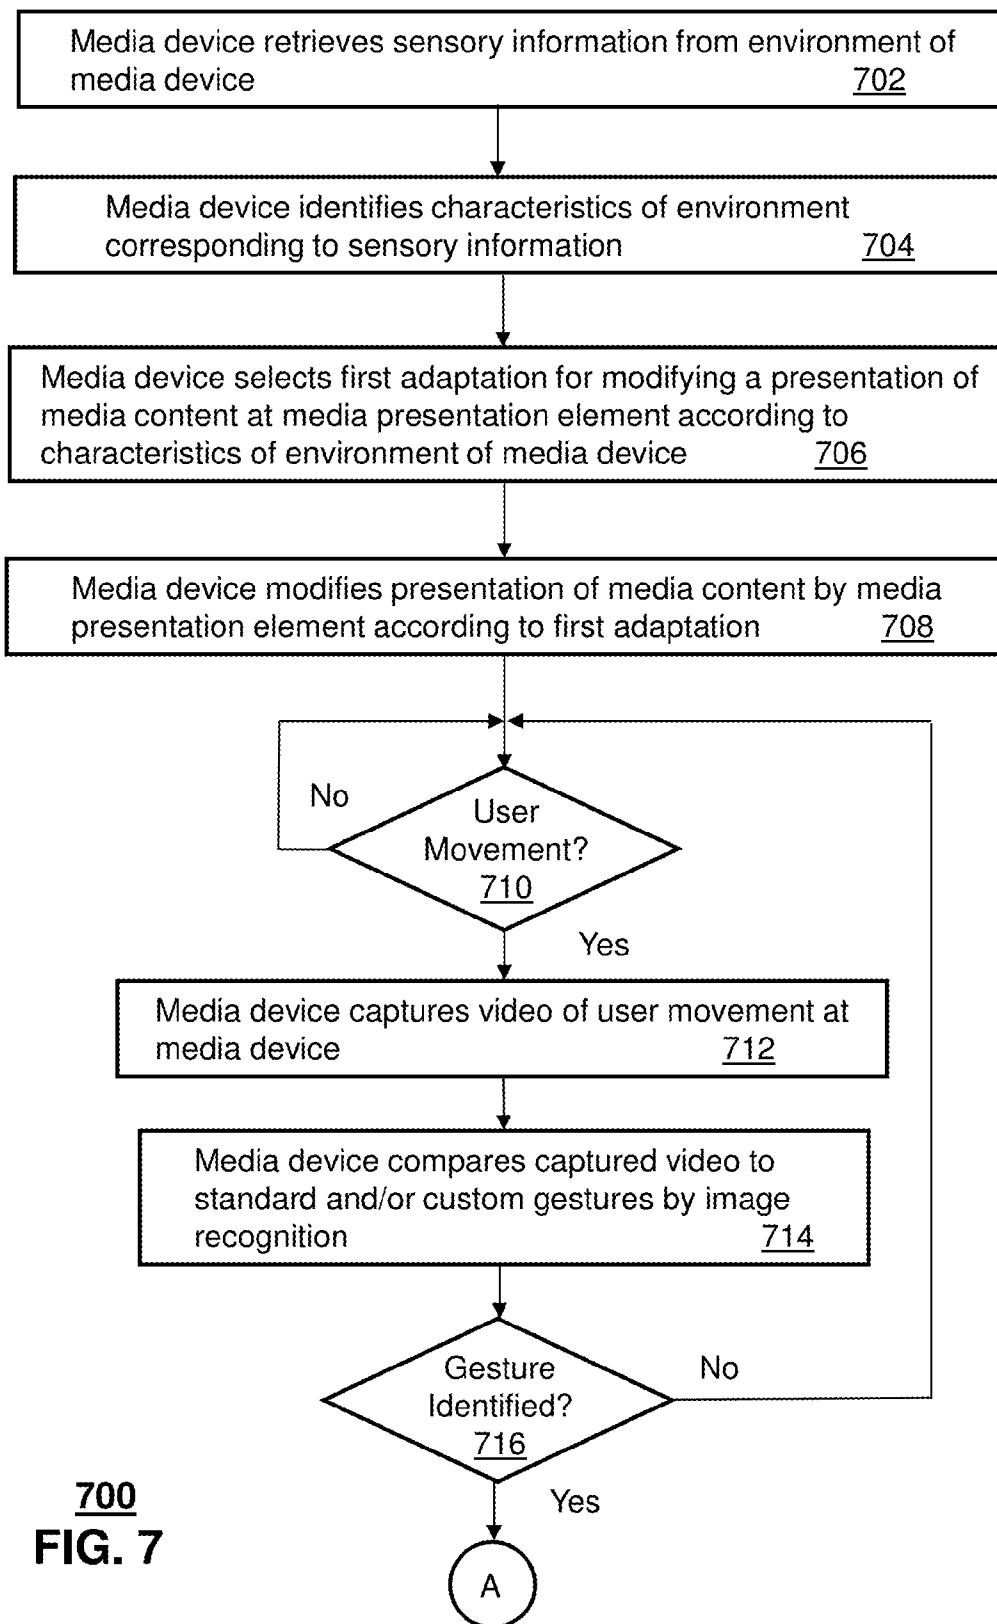 Media device retrieves sensory information from environment of
media device 702
Media device identifies characteristics of environment
corresponding to sensory information 704
Media device selects first adaptation for modifying a presentation of
media content at media presentation element according to
characteristics of environment of media device 706
Media device modifies presentation of media content by media
presentation element according to first adaptation 708
No
User
Movement?
710
Yes
Media device captures video of user movement at
media device 712
Media device compares captured video to
standard and/or custom gestures by image
recognition 714
Gesture
Identified?
716
No
Yes
700
FIG. 7
A